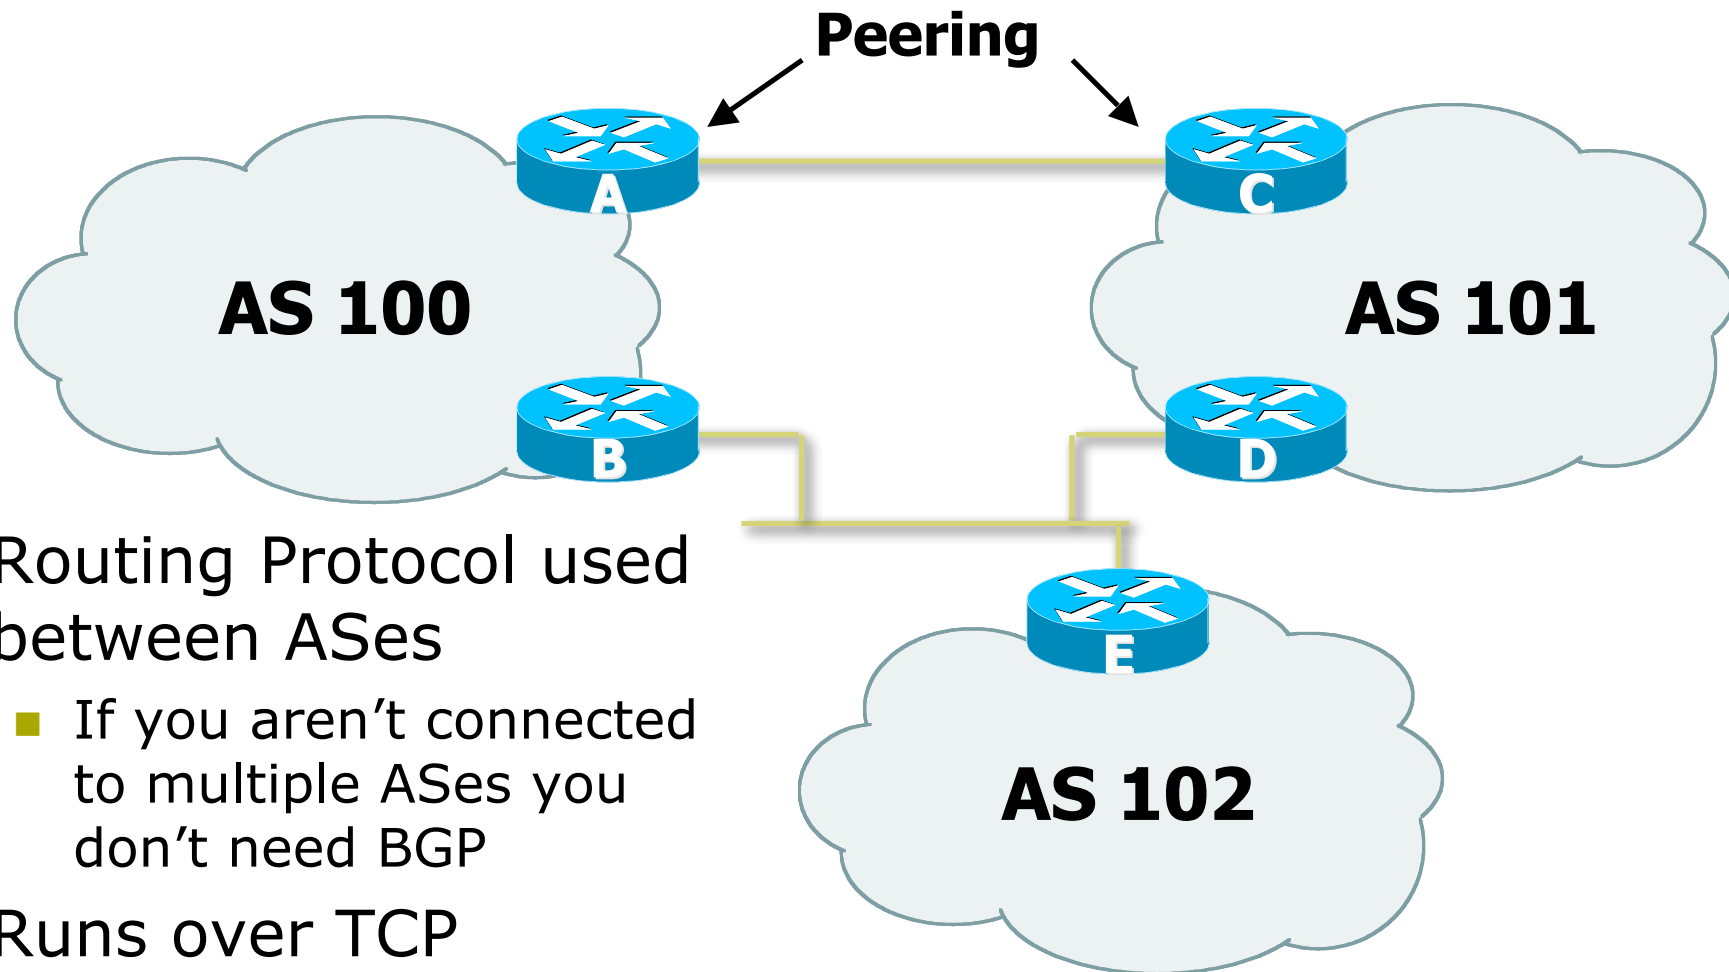 Peering
A
C
AS 100
AS 101
B
D
Routing Protocol used
between ASes
E
If you aren’t connected
to multiple ASes you
don’t need BGP
AS 102
Runs over TCP